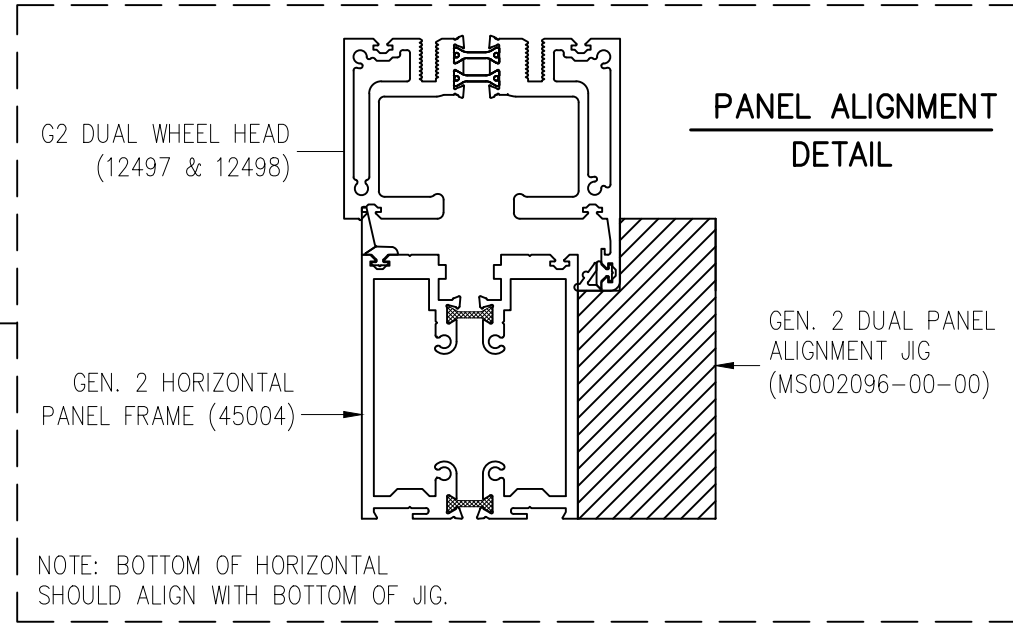 PANEL ALIGNMENT
DETAIL
G2 DUAL WHEEL HEAD
(12497 & 12498)
GEN. 2 DUAL PANEL
ALIGNMENT JIG
(MS002096-00-00)
GEN. 2 HORIZONTAL
PANEL FRAME (45004)
NOTE: BOTTOM OF HORIZONTAL
SHOULD ALIGN WITH BOTTOM OF JIG.